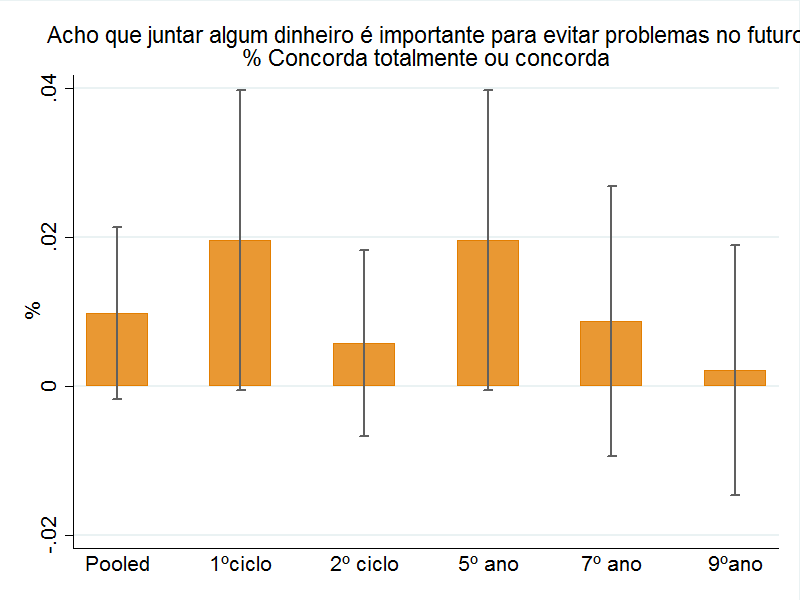 Acho que juntar algum dinheiro é importante para evitar problemas no futuro
% Concorda totalmente ou concorda
.04
.02
%
0
-.02
Pooled 1ºciclo 2º ciclo 5º ano 7º ano 9ºano